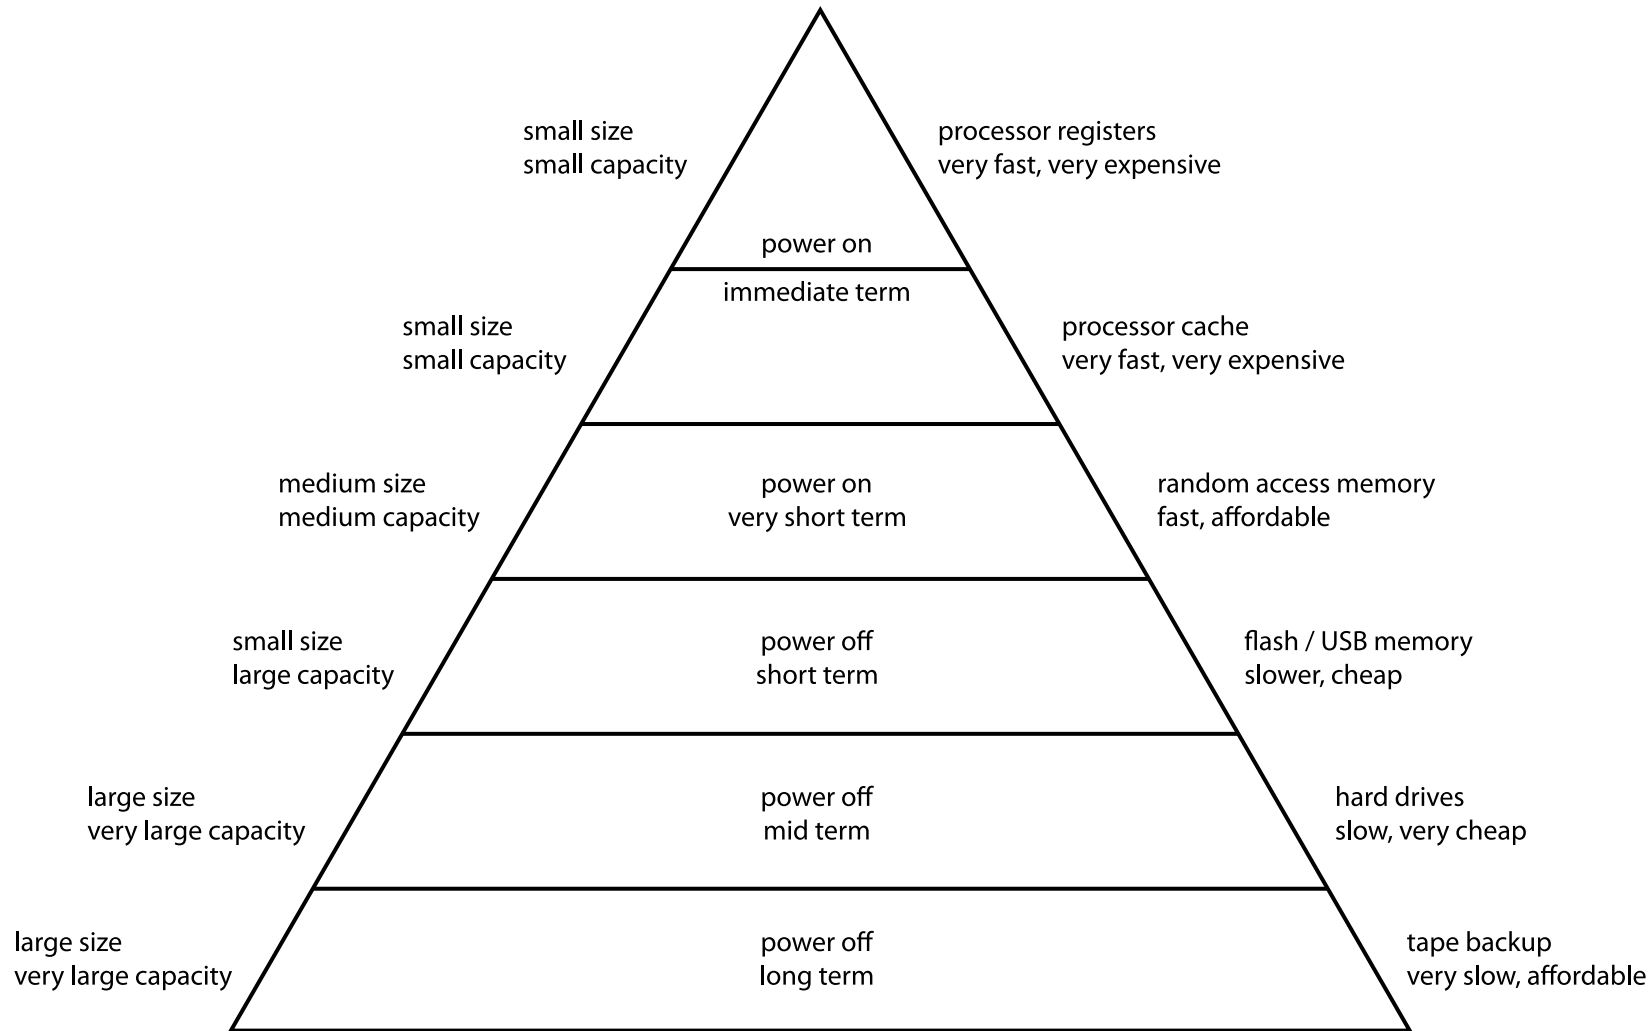 small size
small capacity
processor registers
very fast, very expensive
power on
immediate term
small size
small capacity
processor cache
very fast, very expensive
medium size
medium capacity
power on
very short term
random access memory
fast, affordable
small size
large capacity
power off
short term
flash / USB memory
slower, cheap
large size
very large capacity
power off
mid term
hard drives
slow, very cheap
large size
very large capacity
power off
long term
tape backup
very slow, affordable